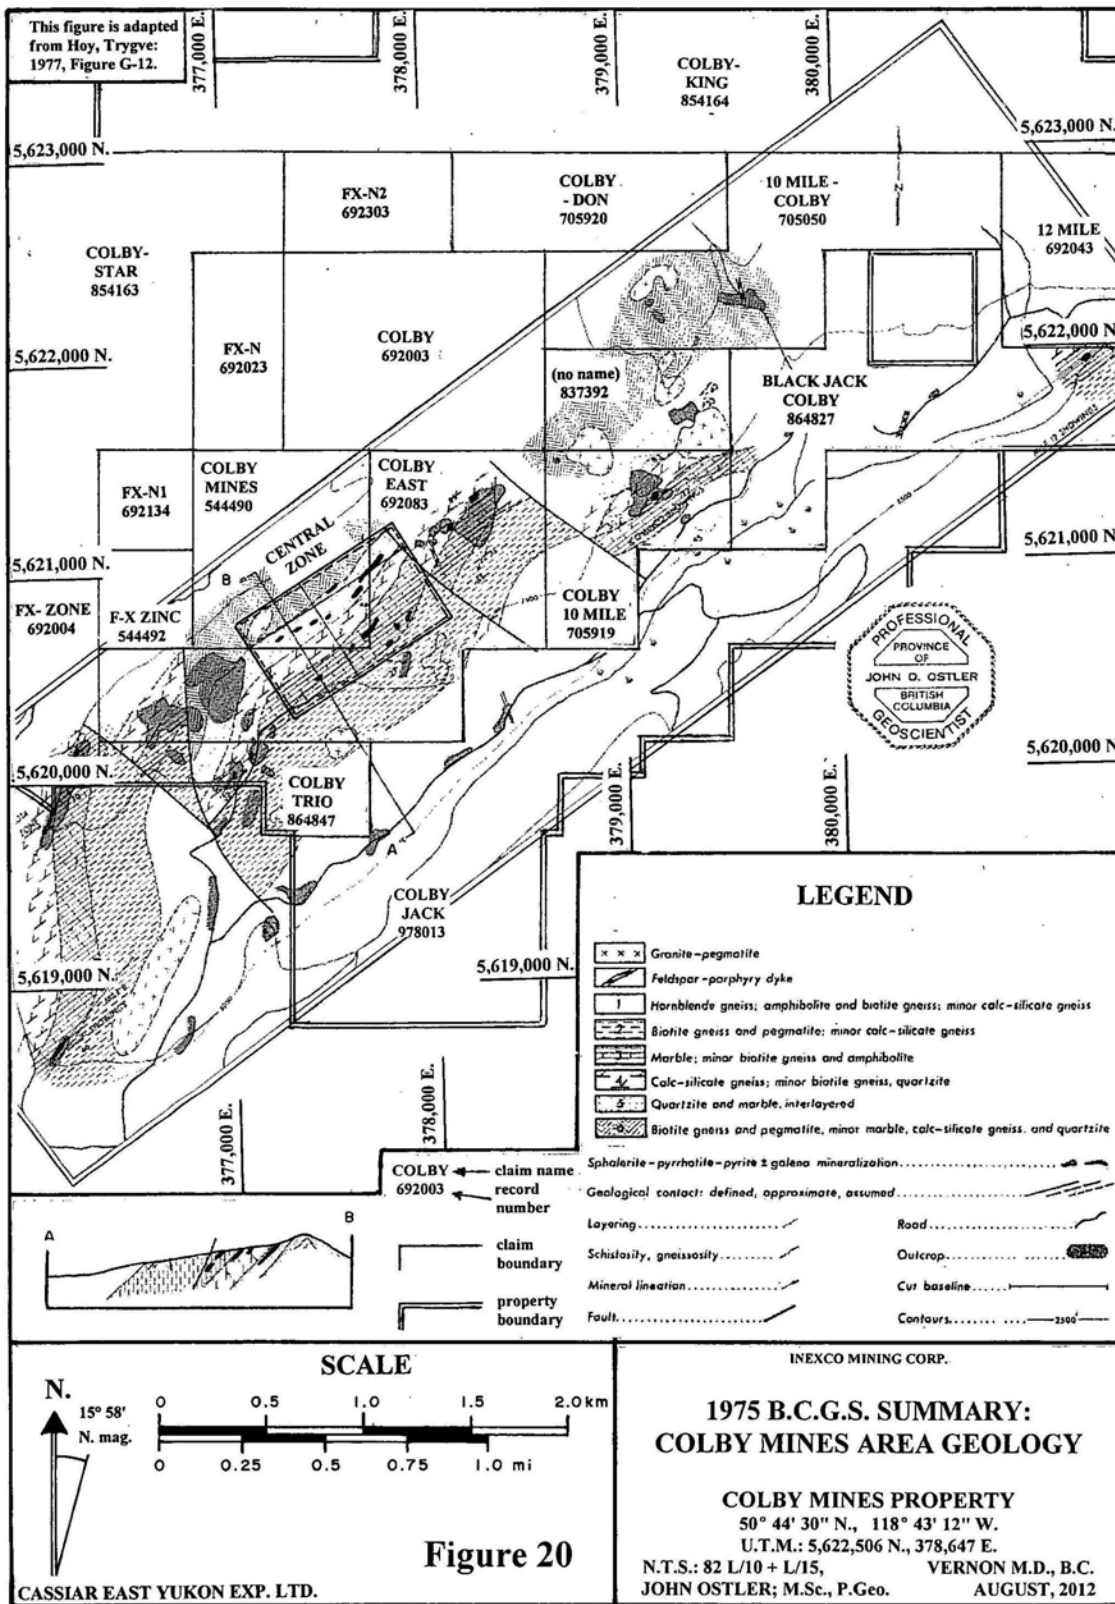 This figure is adapted
from Hoy, Trygve:
1977, Figure G-12.
377,000 E.
378,000 E.
379,000 E.
380,000 E.
COLBY-
KING
854164
5,623,000 N.
5,623,000 N.
FX-N2
692303
COLBY
- DON
705920
10 MILE -
COLBY
705050
N
12 MILE
692043
COLBY-
STAR
854163
5,622,000 N.
5,622,000 N.
FX-N
692023
COLBY
692003
(no name)
837392
BLACK JACK
COLBY
864827
FX-N1
692134
COLBY
MINES
544490
COLBY
EAST
692083
CENTRAL
ZONE
B
2500
2500
5,621,000 N.
5,621,000 N.
FX- ZONE
692004
F-X ZINC
544492
COLBY
10 MILE
705919
PROFESSIONAL
PROVINCE
OF
JOHN D. OSTLER
BRITISH
COLUMBIA
GEOSCIENTIST
5,620,000 N.
5,620,000 N.
COLBY
TRIO
864847
379,000 E.
380,000 E.
A
COLBY
JACK
978013
5,619,000 N.
5,619,000 N.
377,000 E.
378,000 E.
LEGEND
x x x Granite-pegmatite
Feldspar-porphyry dyke
1 Hornblende gneiss; amphibolite and biotite gneiss; minor calc-silicate gneiss
2 Biotite gneiss and pegmatite; minor calc-silicate gneiss
3 Marble; minor biotite gneiss and amphibolite
4 Calc-silicate gneiss; minor biotite gneiss, quartzite
5 Quartzite and marble, interlayered
6 Biotite gneiss and pegmatite, minor marble, calc-silicate gneiss, and quartzite
Sphalerite-pyrrhotite-pyrite ± galena mineralization
Geological contact: defined, approximate, assumed
Layering
Road
Schistosity, gneissosity
Outcrop
Mineral lineation
Cut baseline
Fault
Contours 2500'
COLBY
692003
claim name
record
number
claim
boundary
property
boundary
A
B
SCALE
N.
15° 58'
N. mag.
0 0.5 1.0 1.5 2.0 km
0 0.25 0.5 0.75 1.0 mi
Figure 20
CASSIAR EAST YUKON EXP. LTD.
INEXCO MINING CORP.
1975 B.C.G.S. SUMMARY:
COLBY MINES AREA GEOLOGY
COLBY MINES PROPERTY
50° 44' 30" N., 118° 43' 12" W.
U.T.M.: 5,622,506 N., 378,647 E.
N.T.S.: 82 L/10 + L/15, VERNON M.D., B.C.
JOHN OSTLER; M.Sc., P.Geo. AUGUST, 2012